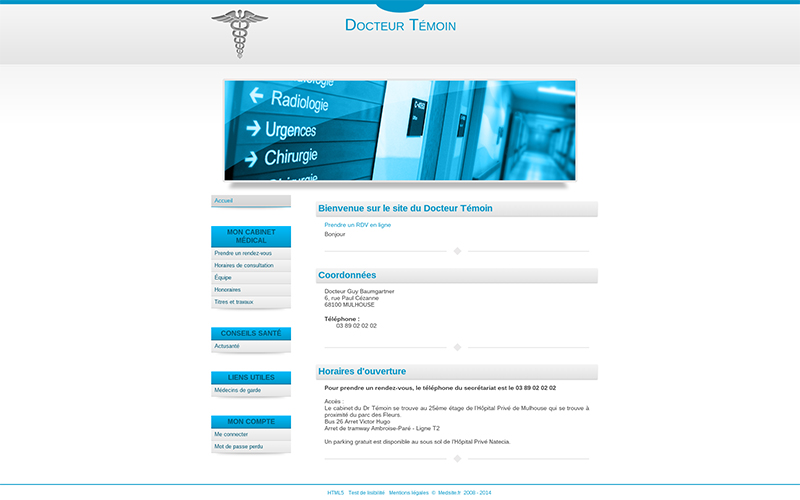 Docteur Témoin
Radiologie
Radiologie
Urgences
Chirurgie
Accueil
MON CABINET
MÉDICAL
Prendre un rendez-vous
Horaires de consultation
Équipe
Honoraires
Titres et travaux
CONSEILS SANTÉ
Actusanté
LIENS UTILES
Médecins de garde
MON COMPTE
Me connecter
Mot de passe perdu
Bienvenue sur le site du Docteur Témoin
Prendre un RDV en ligne
Bonjour
Coordonnées
Docteur Guy Baumgartner
6, rue Paul Cézanne
68100 MULHOUSE
Téléphone :
03 89 02 02 02
Horaires d'ouverture
Pour prendre un rendez-vous, le téléphone du secrétariat est le 03 89 02 02 02
Accès :
Le cabinet du Dr Témoin se trouve au 25ème étage de l'Hôpital Privé de Mulhouse qui se trouve à
proximité du parc des Fleurs.
Bus 26 Arret Victor Hugo
Arret de tramway Ambroise-Paré - Ligne T2
Un parking gratuit est disponible au sous sol de l'Hôpital Privé Natecia.
HTML5 Test de lisibilité Mentions légales © Medsite.fr 2008 - 2014